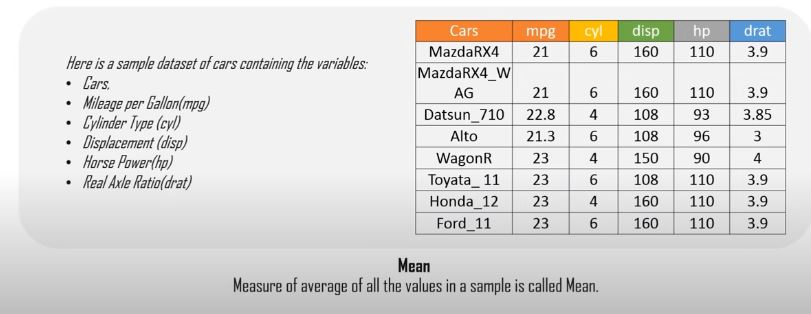 Here is a sample dataset of cars containing the variables:
• Cars,
• Mileage per Gallon(mpg)
• Cylinder Type (cyl)
• Displacement (disp)
• Horse Power(hp)
• Real Axle Ratio(drat)
Cars mpg cyl disp hp drat
MazdaRX4 21 6 160 110 3.9
MazdaRX4_W
AG 21 6 160 110 3.9
Datsun_710 22.8 4 108 93 3.85
Alto 21.3 6 108 96 3
WagonR 23 4 150 90 4
Toyata_ 11 23 6 108 110 3.9
Honda_12 23 4 160 110 3.9
Ford_11 23 6 160 110 3.9
Mean
Measure of average of all the values in a sample is called Mean.